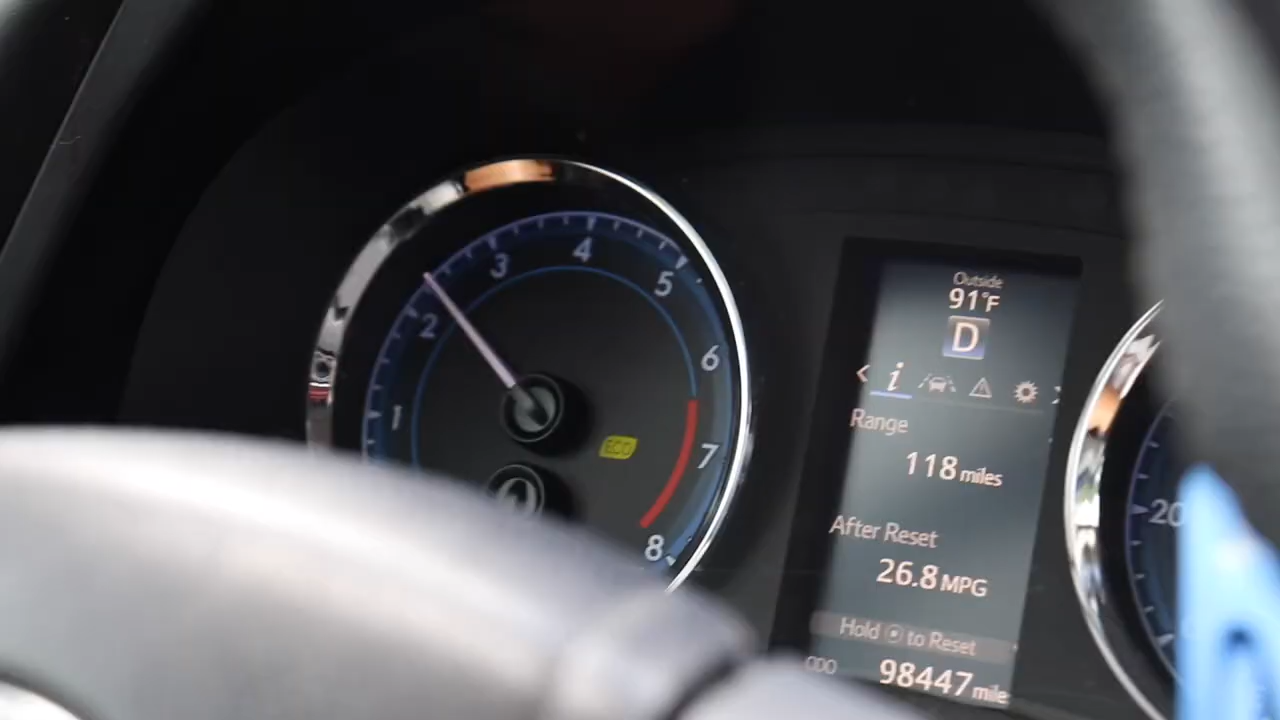 1
2
3
4
5
6
7
8
ECO
Outside
91°F
D
i
Range
118 miles
After Reset
26.8 MPG
Hold to Reset
ODO
98447 mile
20